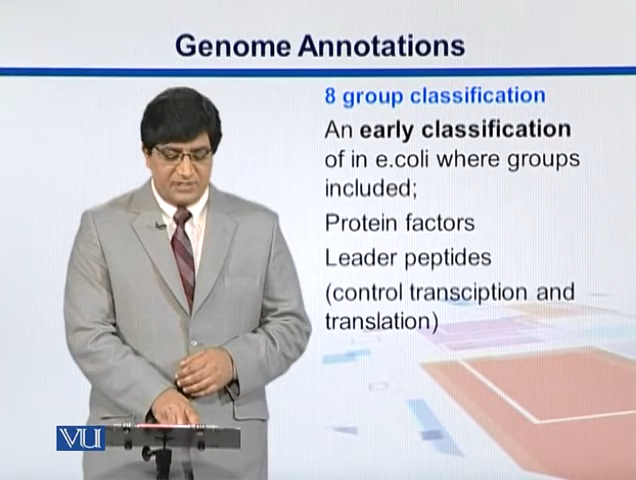 Genome Annotations
8 group classification
An early classification
of in e.coli where groups
included;
Protein factors
Leader peptides
(control transciption and
translation)
VU